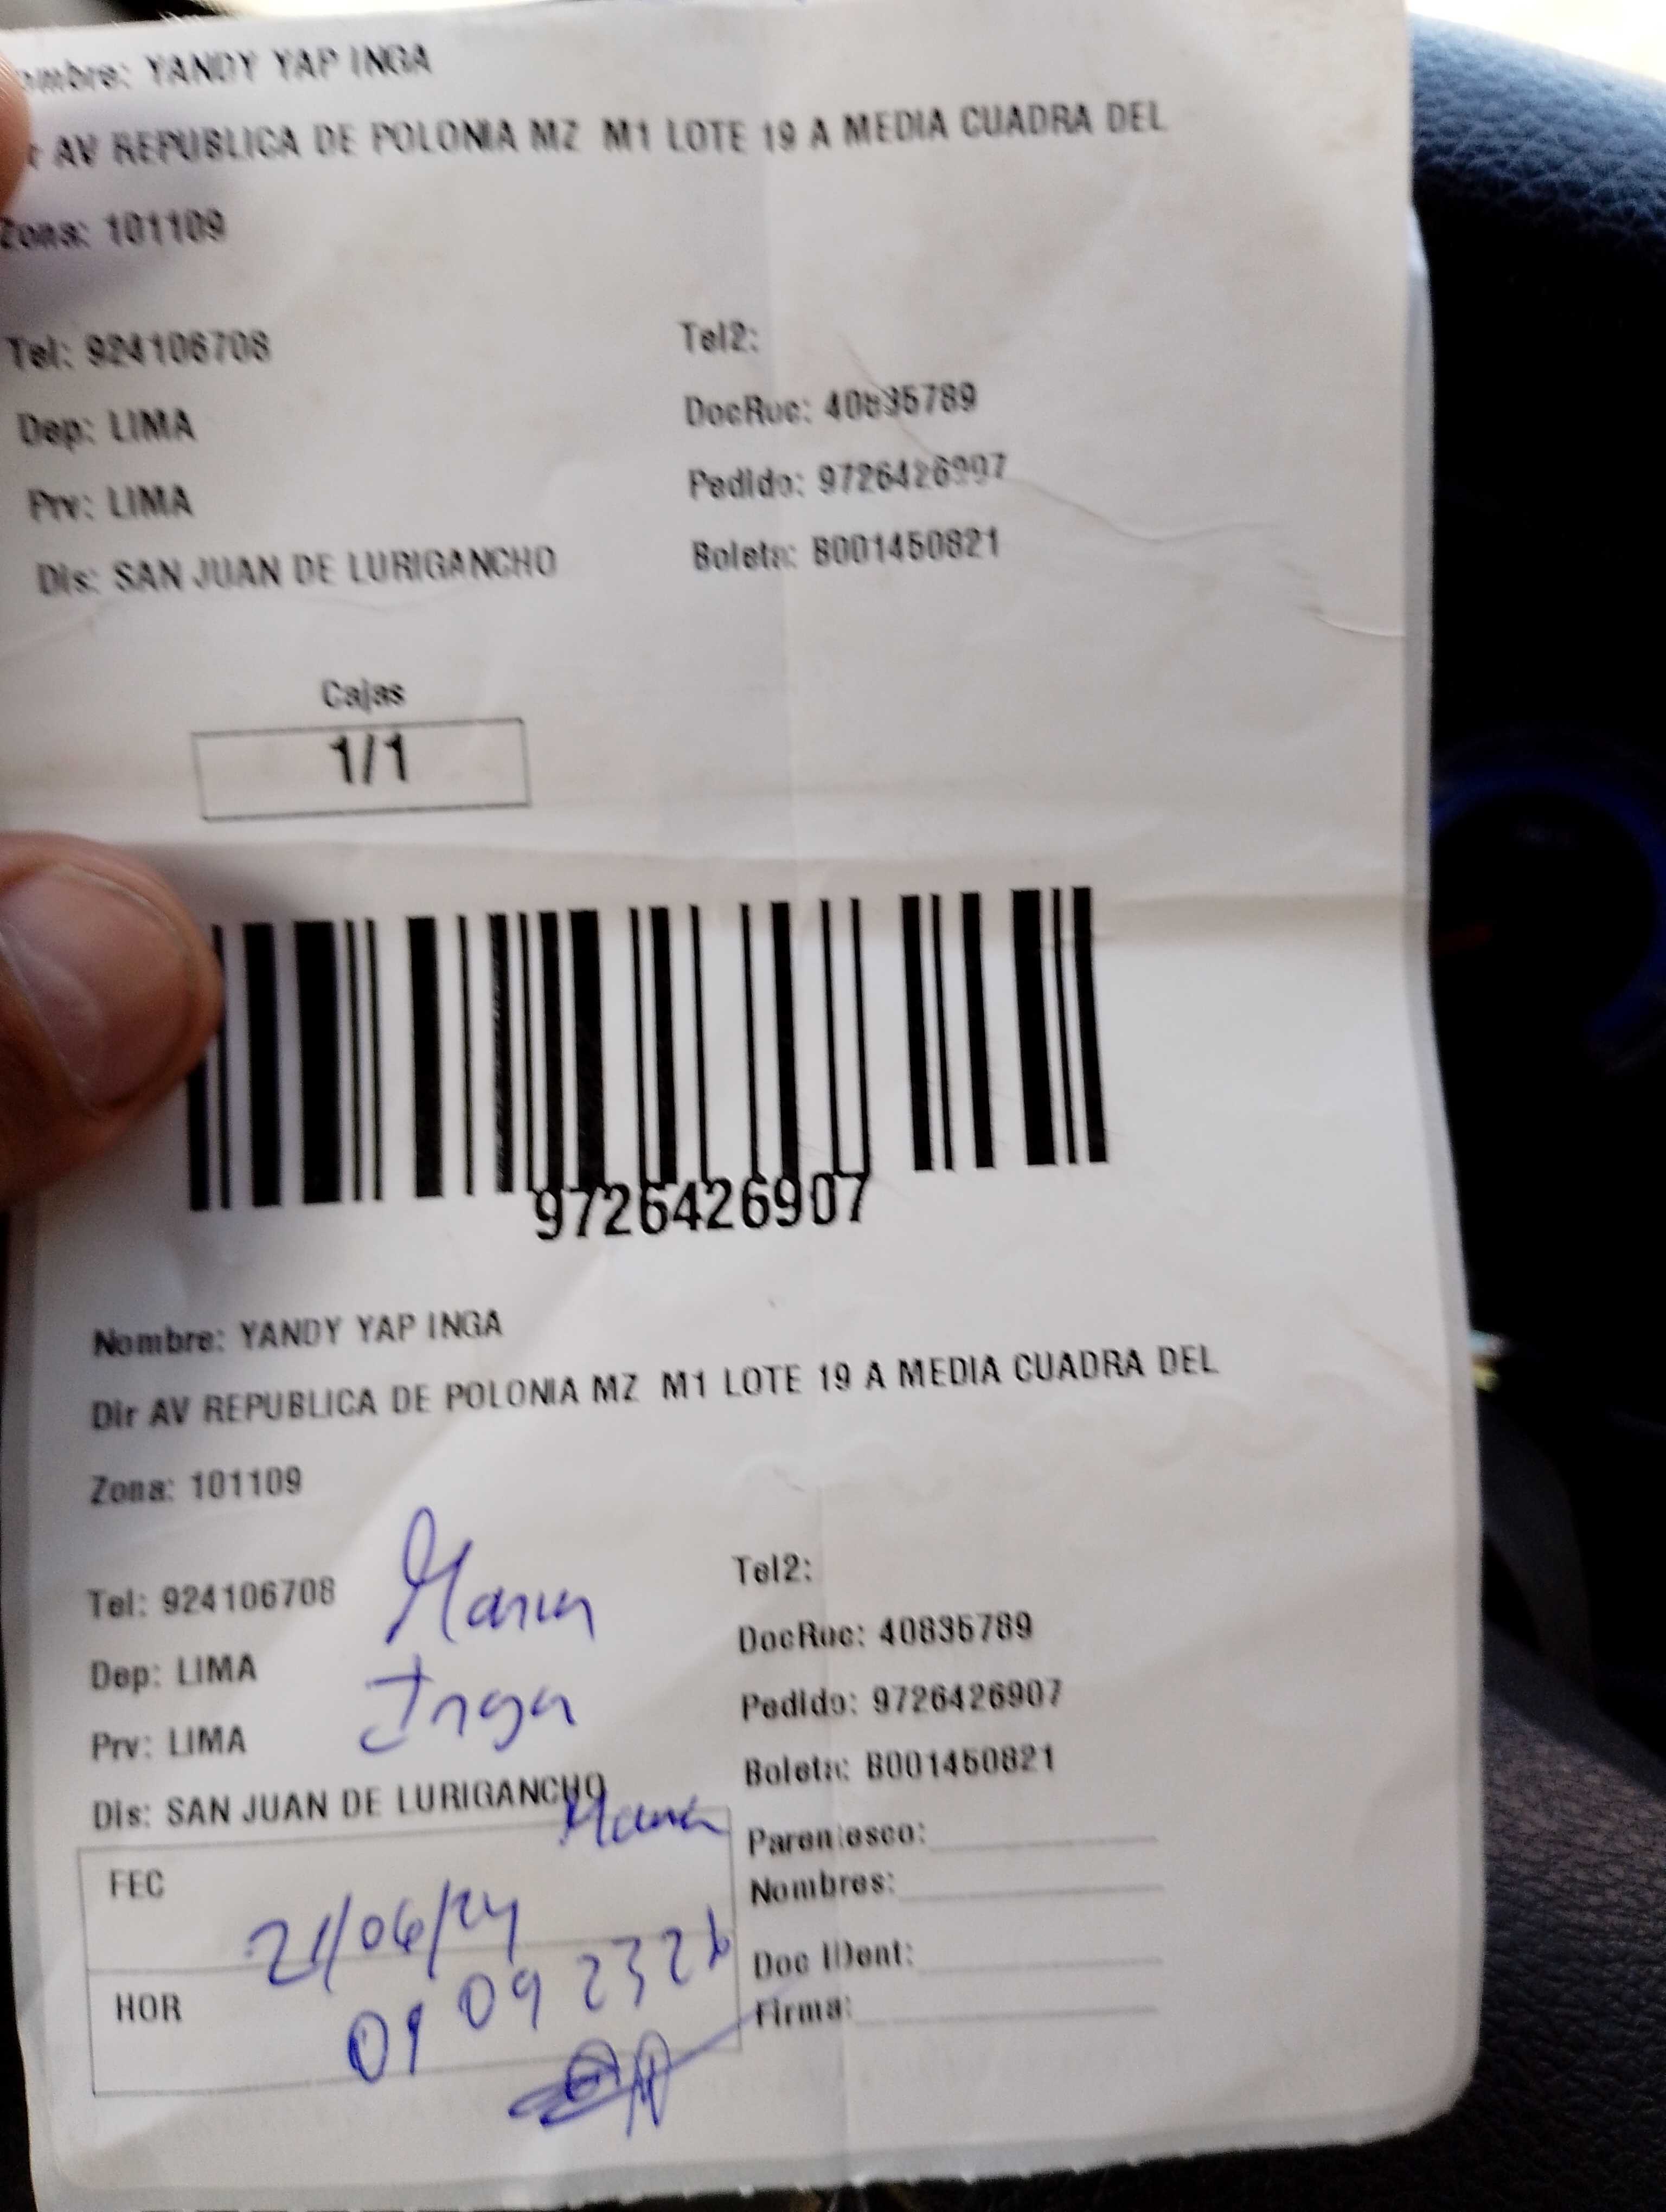 ombre: YANDY YAP INGA
r AV REPUBLICA DE POLONIA MZ M1 LOTE 19 A MEDIA CUADRA DEL
Zona: 101109
Tel: 924106708
Tel2:
Dep: LIMA
DocRuc: 40835789
Prv: LIMA
Pedido: 9726426907
Dis: SAN JUAN DE LURIGANCHO
Boleta: B001450821
Cajas
1/1
9726426907
Nombre: YANDY YAP INGA
Dir AV REPUBLICA DE POLONIA MZ M1 LOTE 19 A MEDIA CUADRA DEL
Zona: 101109
Tel: 924106708
Maria
Tel2:
DocRuc: 40835789
Dep: LIMA
Inga
Pedido: 9726426907
Prv: LIMA
Boleta: B001450821
Dis: SAN JUAN DE LURIGANCHO
Maria
Parentesco:
FEC
21/06/24
Nombres:
Doc IDent:
HOR
Firma: